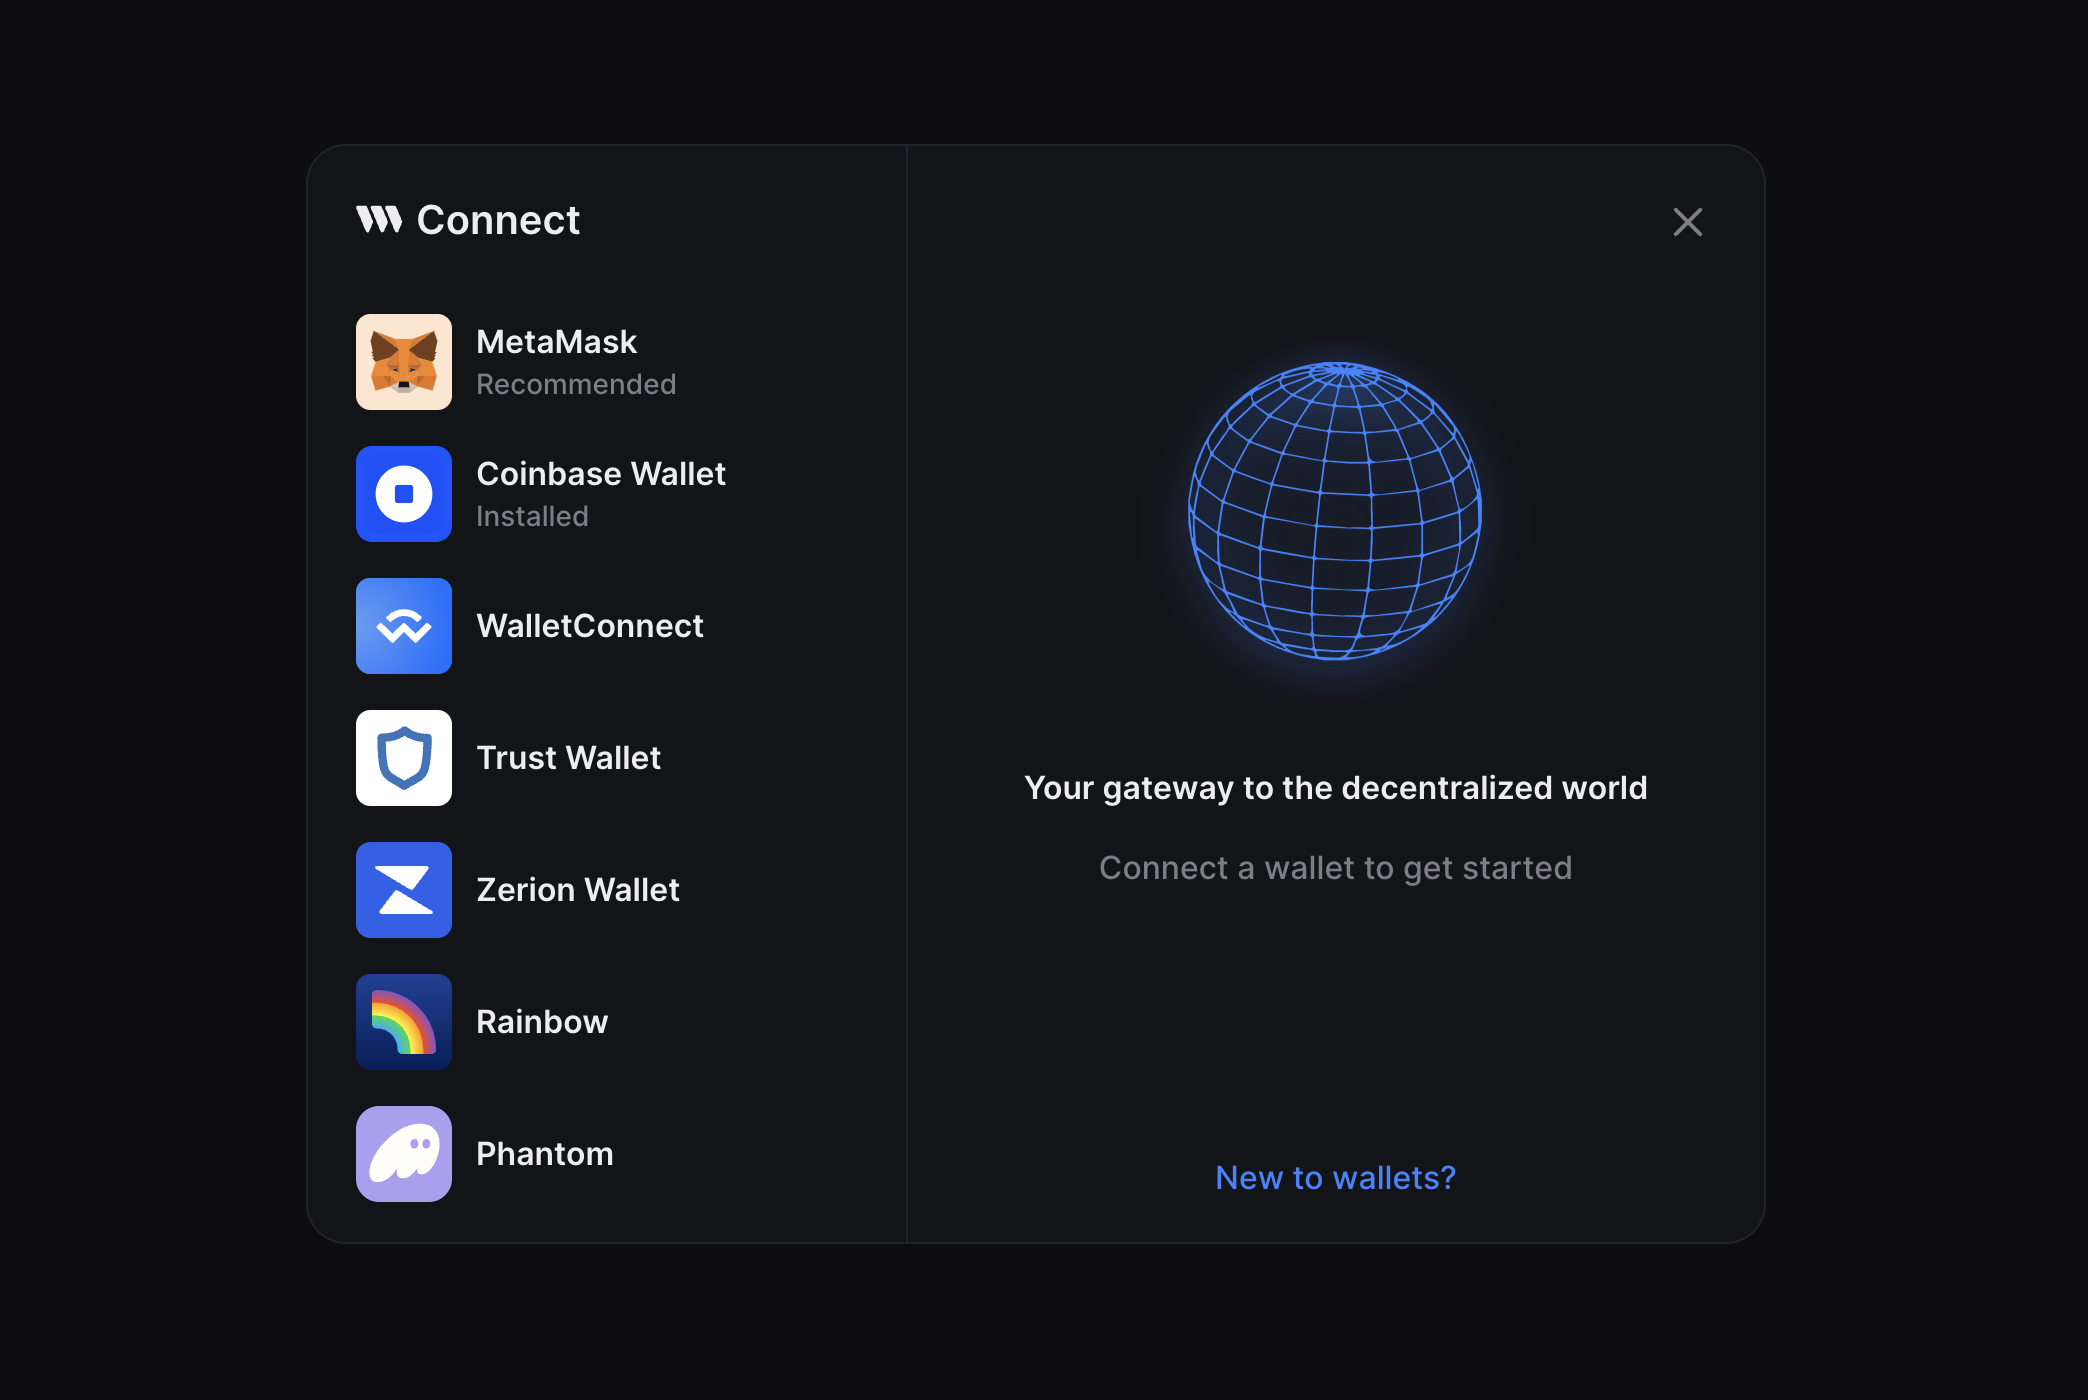 Connect
MetaMask
Recommended
Coinbase Wallet
Installed
WalletConnect
Trust Wallet
Zerion Wallet
Rainbow
Phantom
Your gateway to the decentralized world
Connect a wallet to get started
New to wallets?